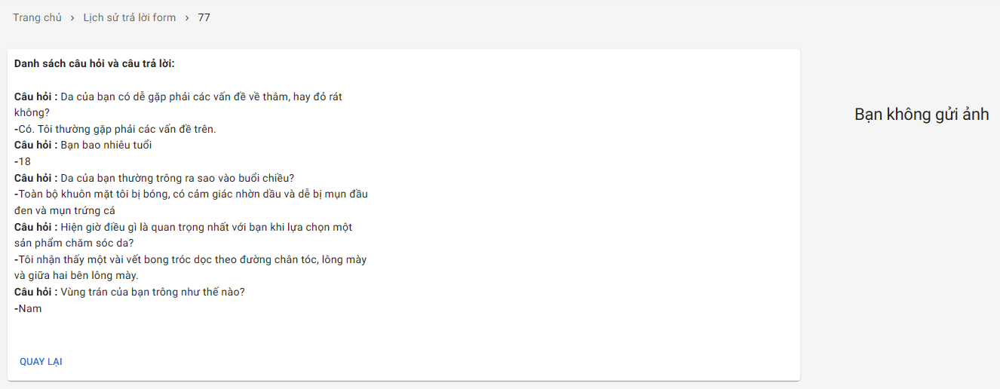 Trang chủ > Lịch sử trả lời form > 77
Danh sách câu hỏi và câu trả lời:
Câu hỏi : Da của bạn có dễ gặp phải các vấn đề về thâm, hay đỏ rát
không?
-Có. Tôi thường gặp phải các vấn đề trên.
Câu hỏi : Bạn bao nhiêu tuổi
-18
Câu hỏi : Da của bạn thường trông ra sao vào buổi chiều?
-Toàn bộ khuôn mặt tôi bị bóng, có cảm giác nhờn dầu và dễ bị mụn đầu
đen và mụn trứng cá
Câu hỏi : Hiện giờ điều gì là quan trọng nhất với bạn khi lựa chọn một
sản phẩm chăm sóc da?
-Tôi nhận thấy một vài vết bong tróc dọc theo đường chân tóc, lông mày
và giữa hai bên lông mày.
Câu hỏi : Vùng trán của bạn trông như thế nào?
-Nam
QUAY LẠI
Bạn không gửi ảnh